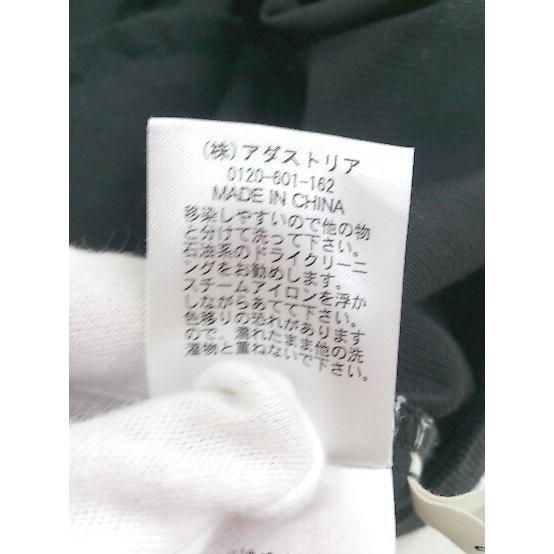 (株)アダストリア
0120-601-162
MADE IN CHINA
移染しやすいので他の物
と分けて洗って下さい。
石油系のドライクリーニ
ングをお勧めします。
スチームアイロンを浮か
しながらあてて下さい。
色移りの恐れがあります
ので、濡れたまま他の洗
濯物と重ねないで下さい。